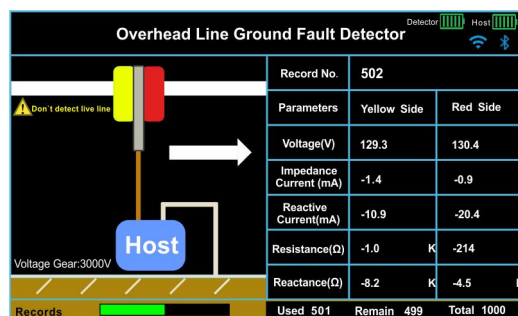 Detector Host
Overhead Line Ground Fault Detector
Don`t detect live line
Host
Voltage Gear:3000V
Record No. 502
Parameters Yellow Side Red Side
Voltage(V) 129.3 130.4
Impedance
Current (mA) -1.4 -0.9
Reactive
Current(mA) -10.9 -20.4
Resistance(Ω) -1.0 K -214
Reactance(Ω) -8.2 K -4.5
Records Used 501 Remain 499 Total 1000